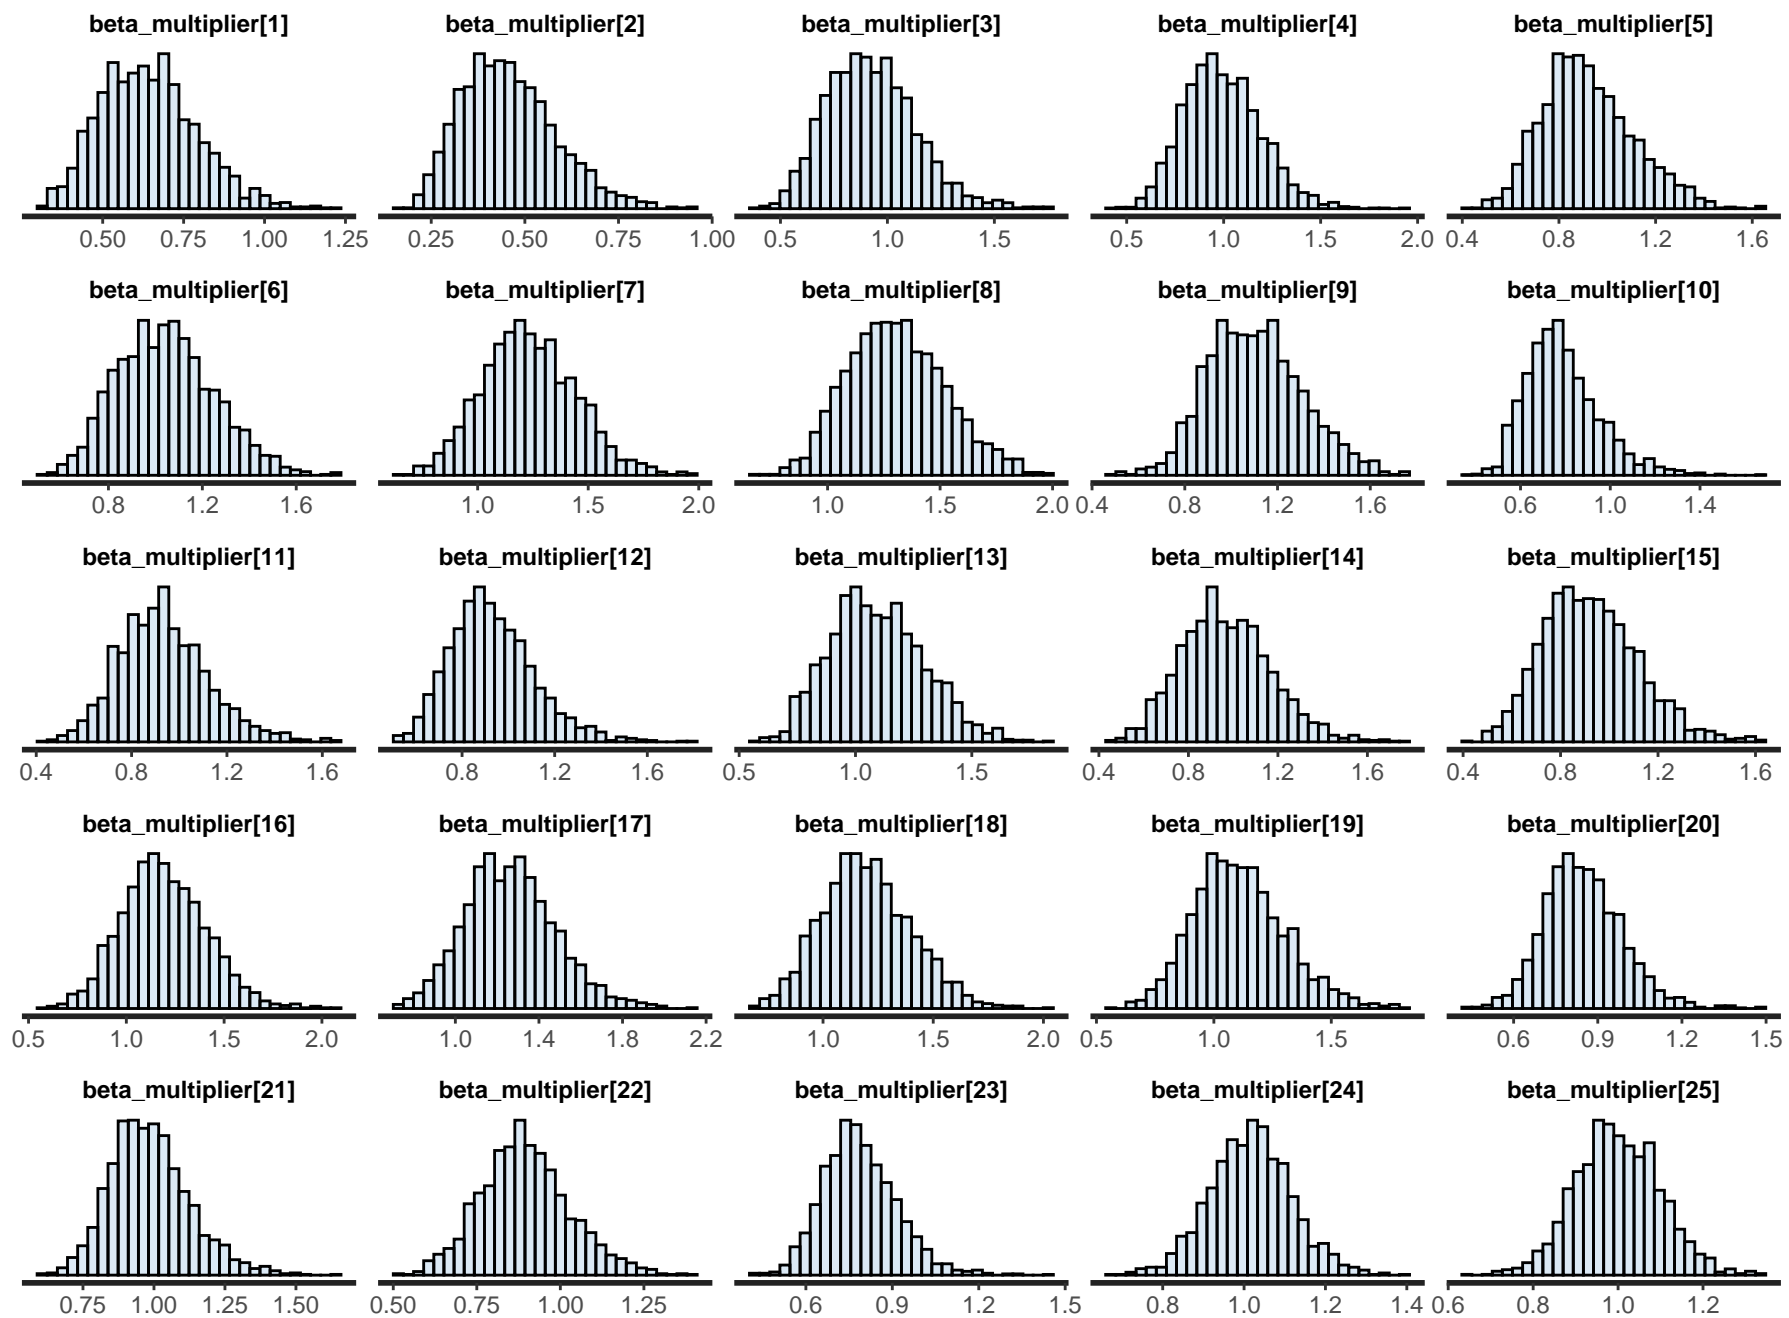 beta_multiplier[1] beta_multiplier[2] beta_multiplier[3] beta_multiplier[4] beta_multiplier[5]
0.50 0.75 1.00 1.25 0.25 0.50 0.75 1.00 0.5 1.0 1.5 0.5 1.0 1.5 2.0 0.4 0.8 1.2 1.6
beta_multiplier[6] beta_multiplier[7] beta_multiplier[8] beta_multiplier[9] beta_multiplier[10]
0.8 1.2 1.6 1.0 1.5 2.0 1.0 1.5 2.0 0.4 0.8 1.2 1.6 0.6 1.0 1.4
beta_multiplier[11] beta_multiplier[12] beta_multiplier[13] beta_multiplier[14] beta_multiplier[15]
0.4 0.8 1.2 1.6 0.8 1.2 1.6 0.5 1.0 1.5 0.4 0.8 1.2 1.6 0.4 0.8 1.2 1.6
beta_multiplier[16] beta_multiplier[17] beta_multiplier[18] beta_multiplier[19] beta_multiplier[20]
0.5 1.0 1.5 2.0 1.0 1.4 1.8 2.2 1.0 1.5 2.0 0.5 1.0 1.5 0.6 0.9 1.2 1.5
beta_multiplier[21] beta_multiplier[22] beta_multiplier[23] beta_multiplier[24] beta_multiplier[25]
0.75 1.00 1.25 1.50 0.50 0.75 1.00 1.25 0.6 0.9 1.2 1.5 0.8 1.0 1.2 1.4 0.6 0.8 1.0 1.2